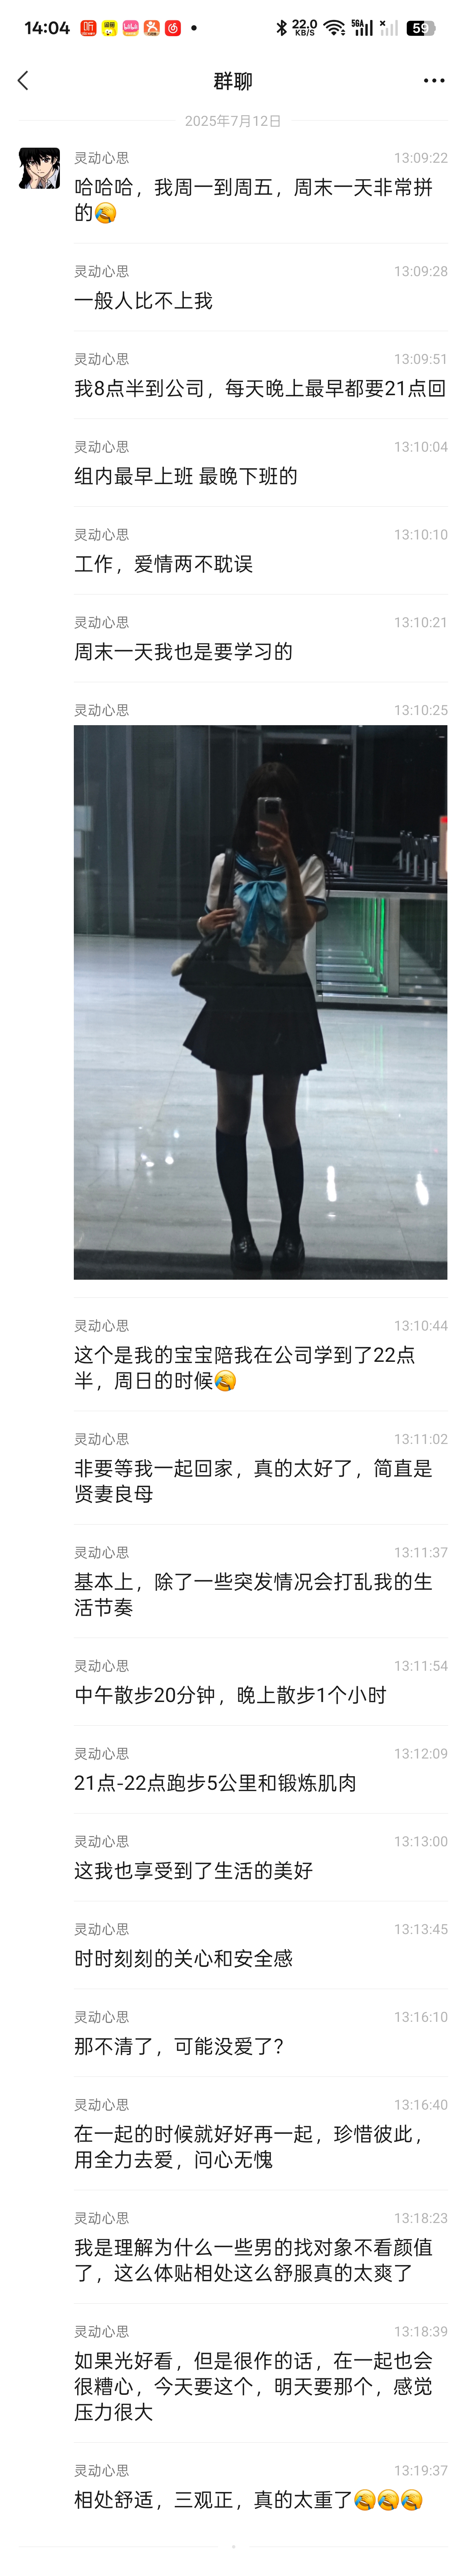 14:04
22.0
KB/S
5GA
59
群聊
2025年7月12日
灵动心思
13:09:22
哈哈哈，我周一到周五，周末一天非常拼
的
灵动心思
13:09:28
一般人比不上我
灵动心思
13:09:51
我8点半到公司，每天晚上最早都要21点回
灵动心思
13:10:04
组内最早上班 最晚下班的
灵动心思
13:10:10
工作，爱情两不耽误
灵动心思
13:10:21
周末一天我也是要学习的
灵动心思
13:10:25
灵动心思
13:10:44
这个是我的宝宝陪我在公司学到了22点
半，周日的时候
灵动心思
13:11:02
非要等我一起回家，真的太好了，简直是
贤妻良母
灵动心思
13:11:37
基本上，除了一些突发情况会打乱我的生
活节奏
灵动心思
13:11:54
中午散步20分钟，晚上散步1个小时
灵动心思
13:12:09
21点-22点跑步5公里和锻炼肌肉
灵动心思
13:13:00
这我也享受到了生活的美好
灵动心思
13:13:45
时时刻刻的关心和安全感
灵动心思
13:16:10
那不清了，可能没爱了？
灵动心思
13:16:40
在一起的时候就好好再一起，珍惜彼此，
用全力去爱，问心无愧
灵动心思
13:18:23
我是理解为什么一些男的找对象不看颜值
了，这么体贴相处这么舒服真的太爽了
灵动心思
13:18:39
如果光好看，但是很作的话，在一起也会
很糟心，今天要这个，明天要那个，感觉
压力很大
灵动心思
13:19:37
相处舒适，三观正，真的太重了